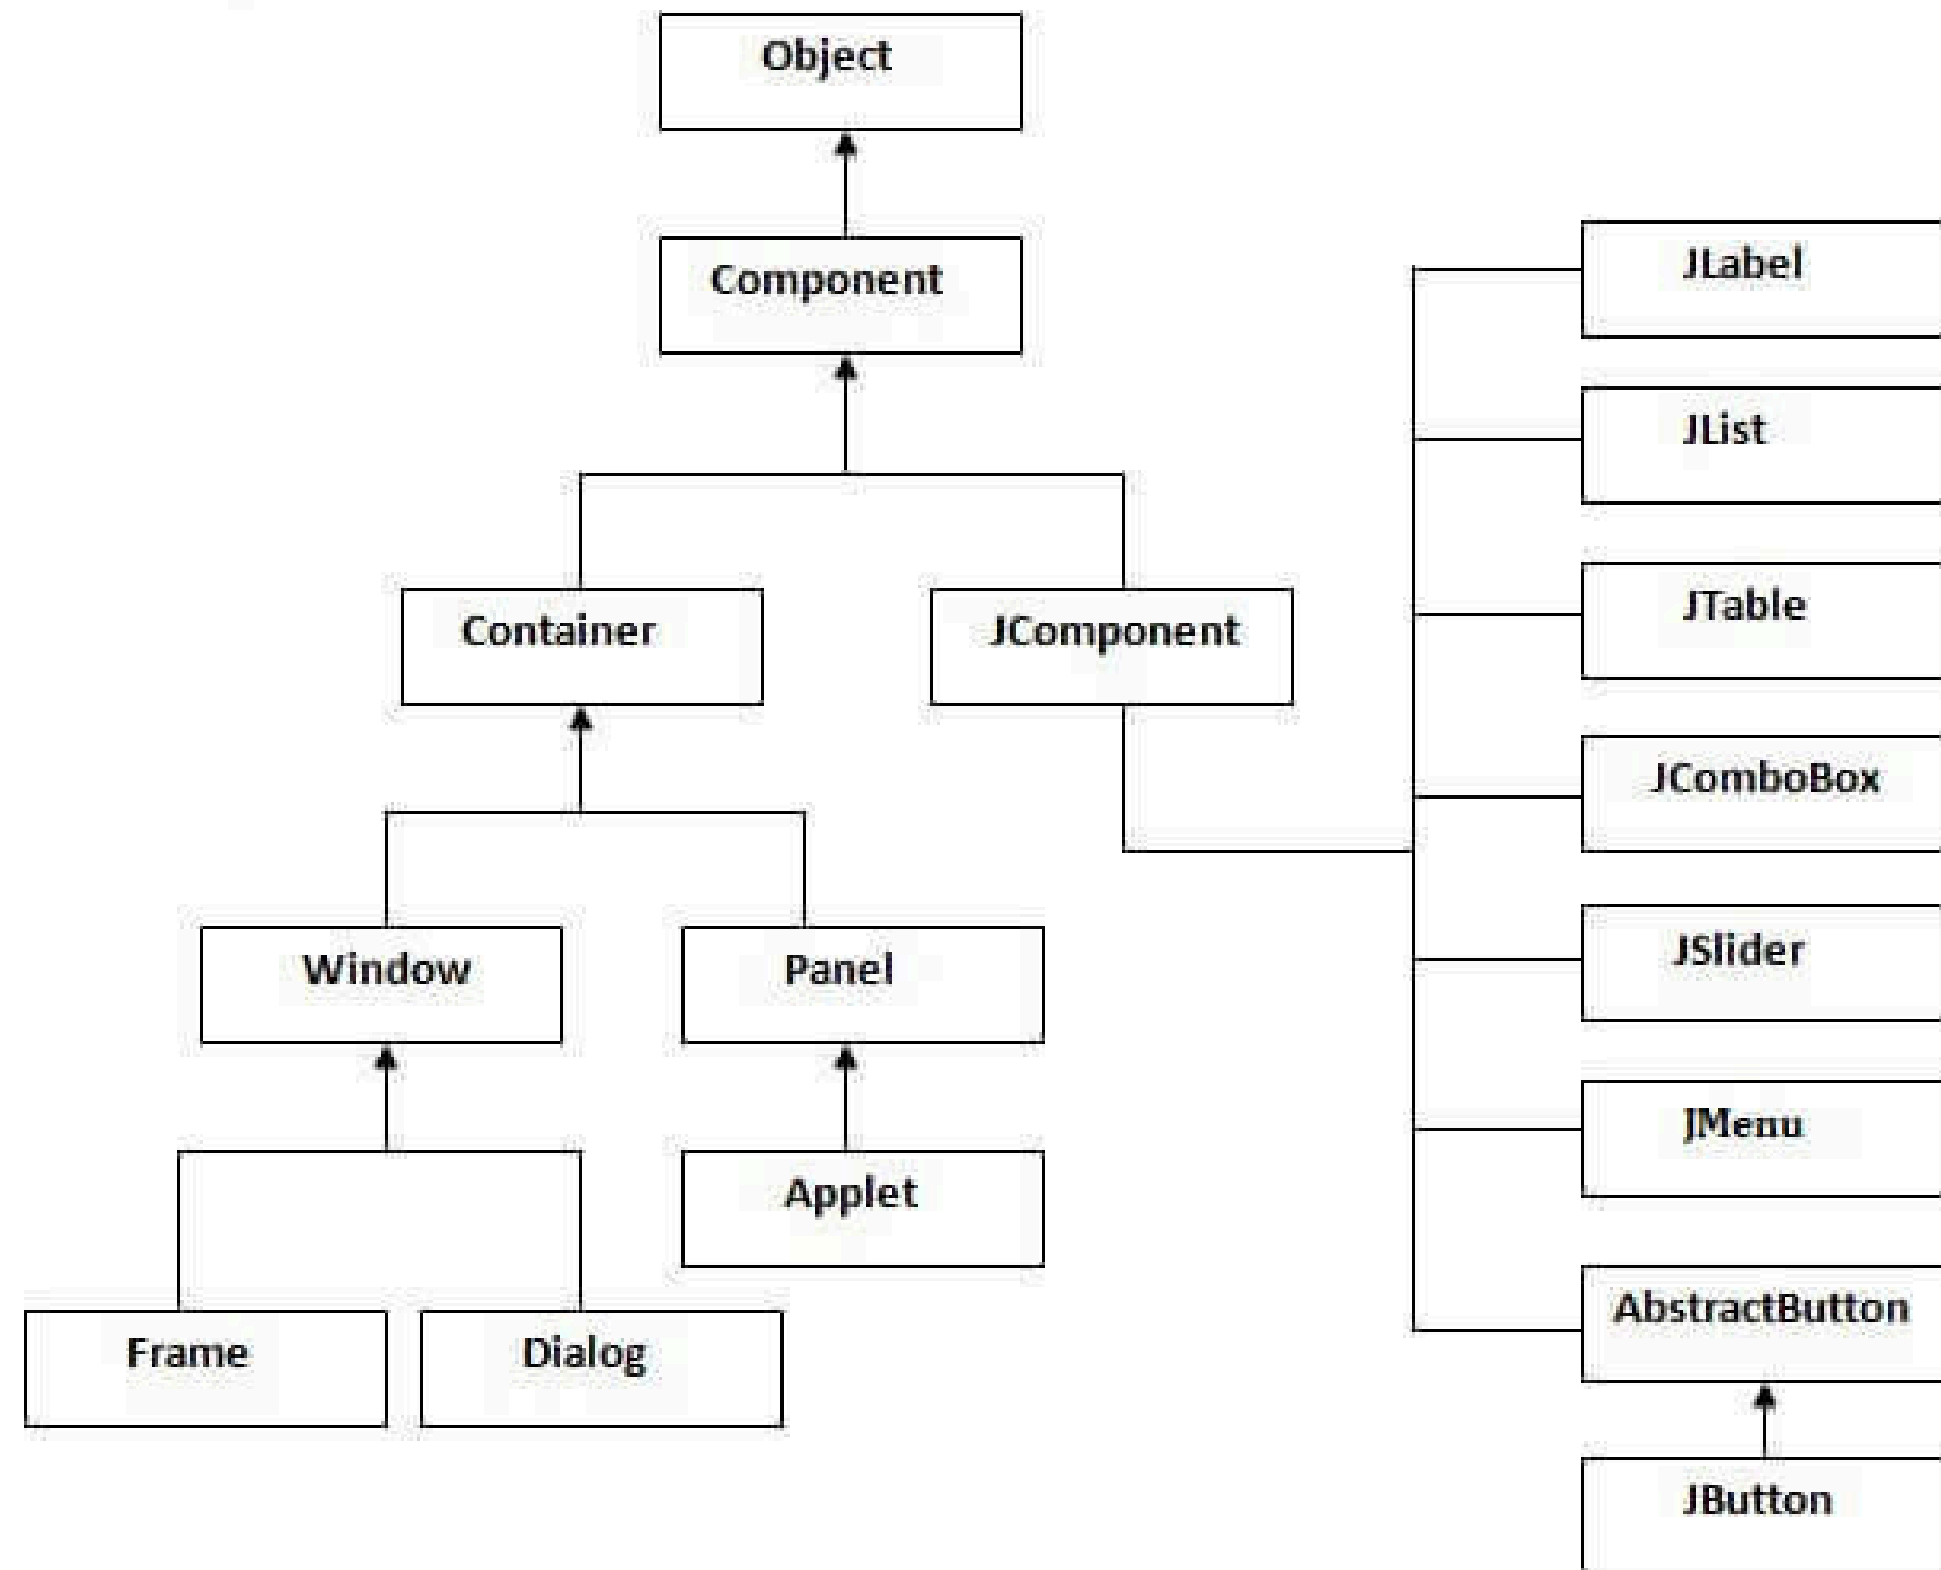 Object
Component
Container
JComponent
Window
Panel
Applet
Frame
Dialog
JLabel
JList
JTable
JComboBox
JSlider
JMenu
AbstractButton
JButton